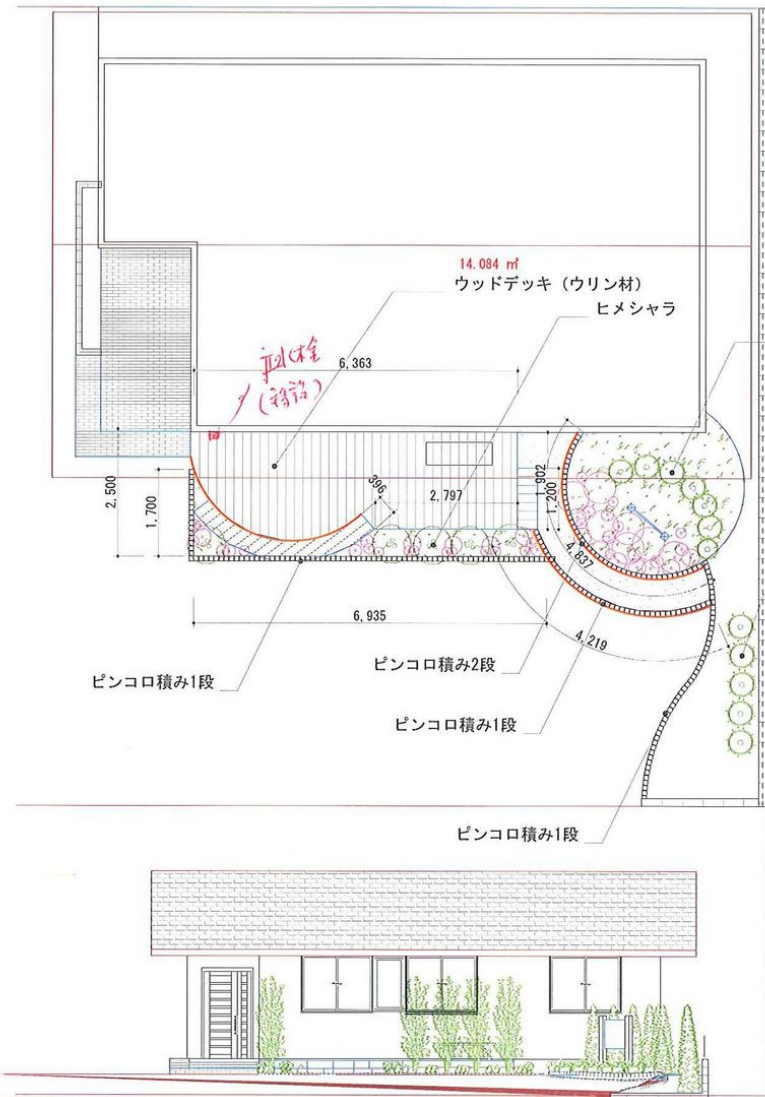 14.084 ㎡
ウッドデッキ（ウリン材）
ヒメシャラ
6,363
2,500
1,700
396
2,797
1,902
1,200
4,837
6,935
4,219
ピンコロ積み1段
ピンコロ積み2段
ピンコロ積み1段
ピンコロ積み1段